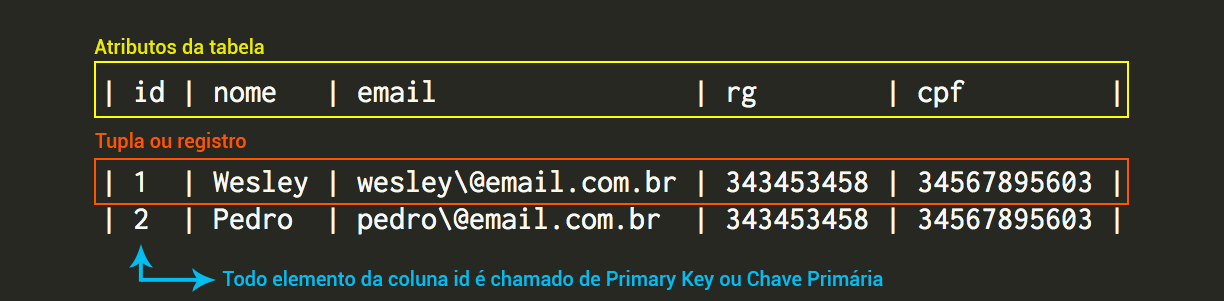 Atributos da tabela
| id | nome | email | rg | cpf |
Tupla ou registro
| 1 | Wesley | wesley\@email.com.br | 343453458 | 34567895603 |
| 2 | Pedro | pedro\@email.com.br | 343453458 | 34567895603 |
Todo elemento da coluna id é chamado de Primary Key ou Chave Primária